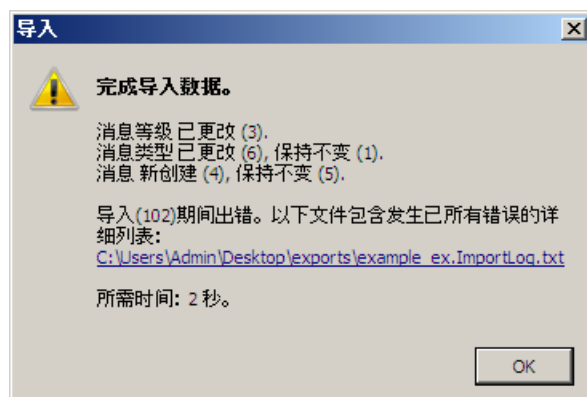 导入
完成导入数据。
消息等级 已更改 (3).
消息类型 已更改 (6), 保持不变 (1).
消息 新创建 (4), 保持不变 (5).
导入(102)期间出错。以下文件包含发生已所有错误的详
细列表:
C:\Users\Admin\Desktop\exports\example_ex.ImportLog.txt
所需时间: 2 秒。
OK